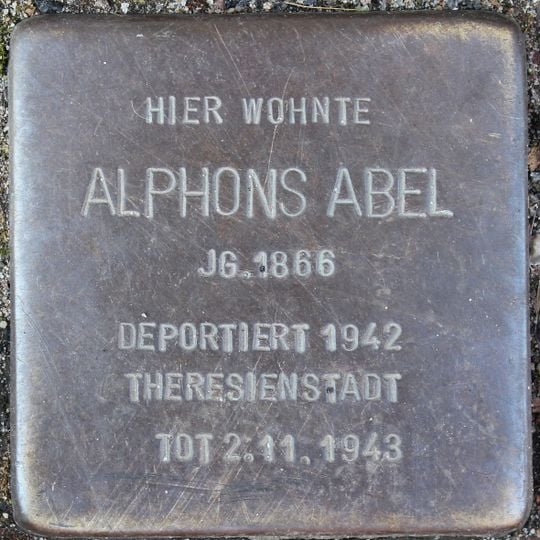 HIER WOHNTE
ALPHONS ABEL
JG. 1866
DEPORTIERT 1942
THERESIENSTADT
TOT 2.11.1943